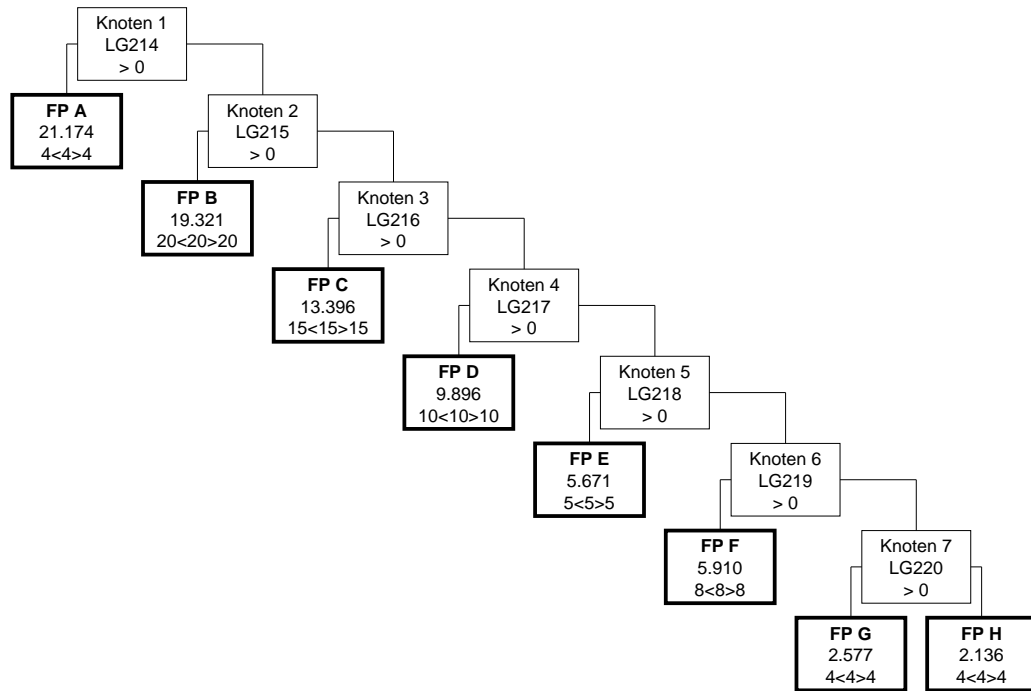 Knoten 1
LG214
> 0
FP A
21.174
4<4>4
Knoten 2
LG215
> 0
FP B
19.321
20<20>20
Knoten 3
LG216
> 0
FP C
13.396
15<15>15
Knoten 4
LG217
> 0
FP D
9.896
10<10>10
Knoten 5
LG218
> 0
FP E
5.671
5<5>5
Knoten 6
LG219
> 0
FP F
5.910
8<8>8
Knoten 7
LG220
> 0
FP G
2.577
4<4>4
FP H
2.136
4<4>4